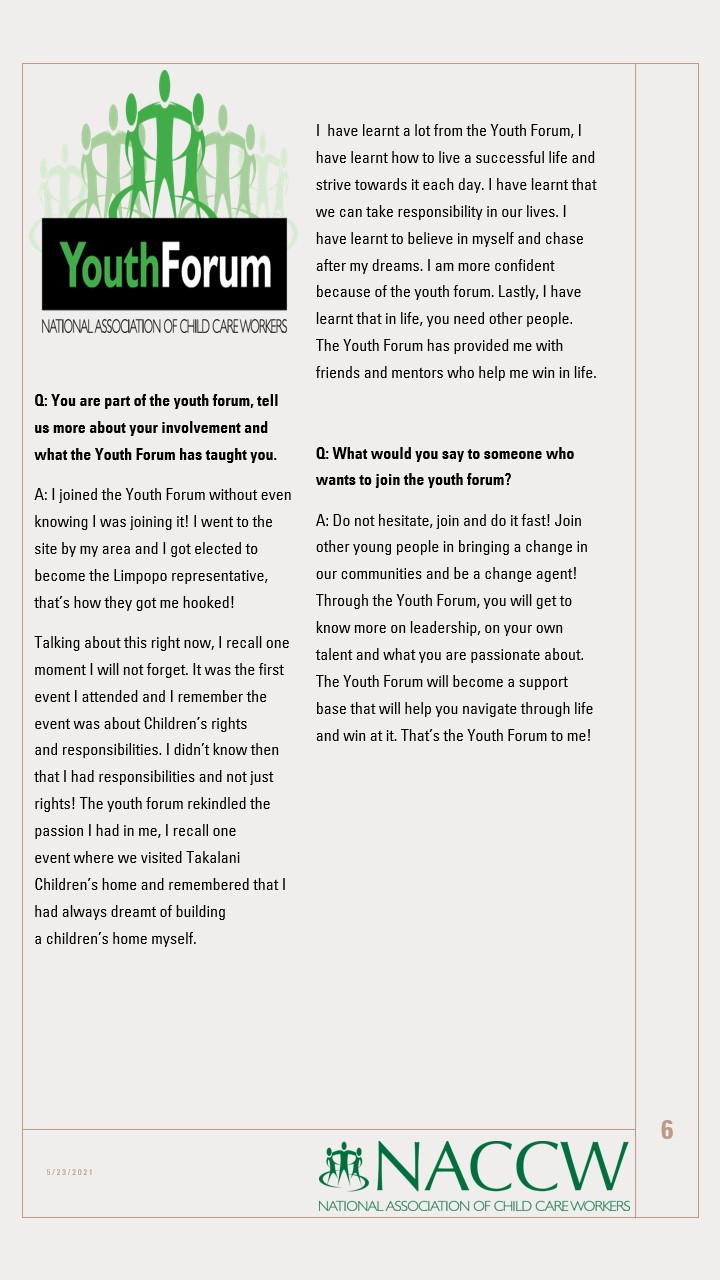 YouthForum
NATIONAL ASSOCIATION OF CHILD CARE WORKERS
Q: You are part of the youth forum, tell
us more about your involvement and
what the Youth Forum has taught you.
A: I joined the Youth Forum without even
knowing I was joining it! I went to the
site by my area and I got elected to
become the Limpopo representative,
that’s how they got me hooked!
Talking about this right now, I recall one
moment I will not forget. It was the first
event I attended and I remember the
event was about Children’s rights
and responsibilities. I didn’t know then
that I had responsibilities and not just
rights! The youth forum rekindled the
passion I had in me, I recall one
event where we visited Takalani
Children’s home and remembered that I
had always dreamt of building
a children’s home myself.
I  have learnt a lot from the Youth Forum, I
have learnt how to live a successful life and
strive towards it each day. I have learnt that
we can take responsibility in our lives. I
have learnt to believe in myself and chase
after my dreams. I am more confident
because of the youth forum. Lastly, I have
learnt that in life, you need other people.
The Youth Forum has provided me with
friends and mentors who help me win in life.
Q: What would you say to someone who
wants to join the youth forum?
A: Do not hesitate, join and do it fast! Join
other young people in bringing a change in
our communities and be a change agent!
Through the Youth Forum, you will get to
know more on leadership, on your own
talent and what you are passionate about.
The Youth Forum will become a support
base that will help you navigate through life
and win at it. That’s the Youth Forum to me!
6
5/23/2021
NACCW
NATIONAL ASSOCIATION OF CHILD CARE WORKERS